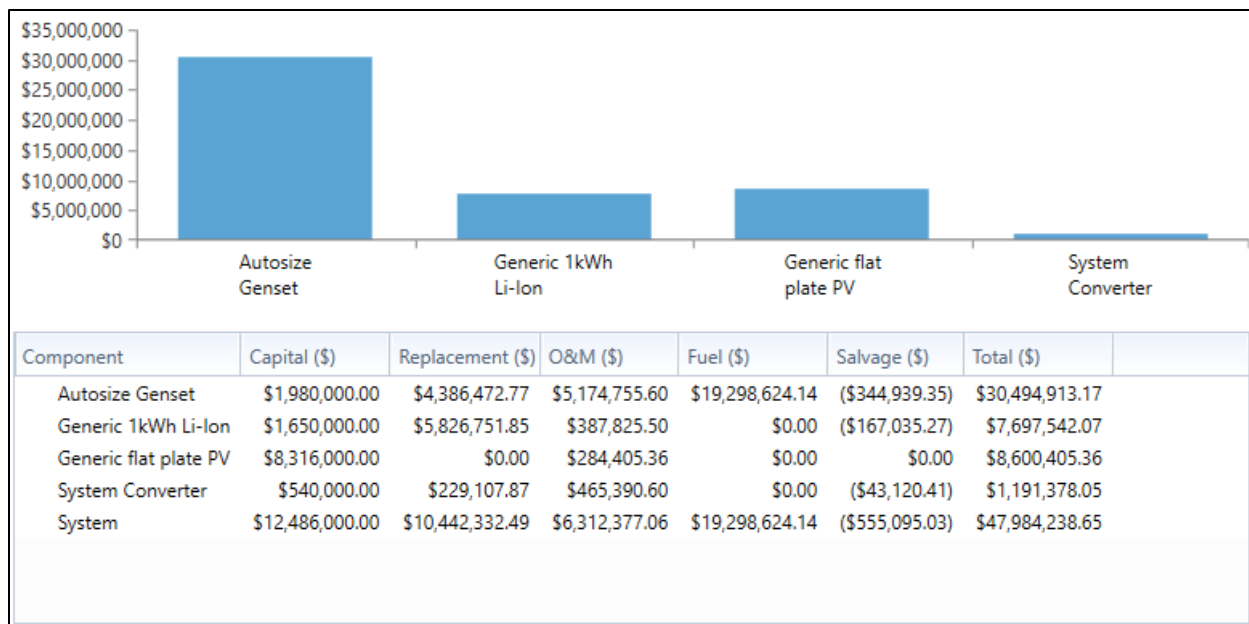 $35,000,000
$30,000,000
$25,000,000
$20,000,000
$15,000,000
$10,000,000
$5,000,000
$0
Autosize Generic 1kWh Generic flat System
Genset Li-Ion plate PV Converter
Component Capital ($) Replacement ($) O&M ($) Fuel ($) Salvage ($) Total ($)
Autosize Genset $1,980,000.00 $4,386,472.77 $5,174,755.60 $19,298,624.14 ($344,939.35) $30,494,913.17
Generic 1kWh Li-Ion $1,650,000.00 $5,826,751.85 $387,825.50 $0.00 ($167,035.27) $7,697,542.07
Generic flat plate PV $8,316,000.00 $0.00 $284,405.36 $0.00 $0.00 $8,600,405.36
System Converter $540,000.00 $229,107.87 $465,390.60 $0.00 ($43,120.41) $1,191,378.05
System $12,486,000.00 $10,442,332.49 $6,312,377.06 $19,298,624.14 ($555,095.03) $47,984,238.65